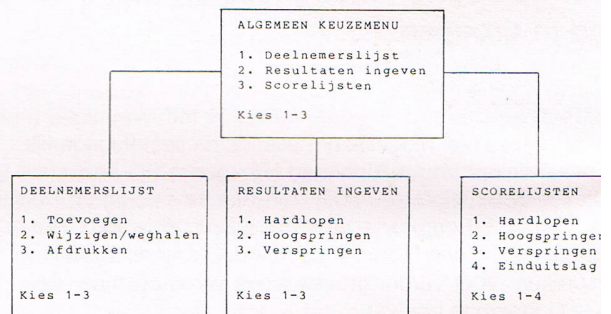 ALGEMEEN KEUZEMENU
1. Deelnemerslijst
2. Resultaten ingeven
3. Scorelijsten
Kies 1-3
DEELNEMERSLIJST
1. Toevoegen
2. Wijzigen/weghalen
3. Afdrukken
Kies 1-3
RESULTATEN INGEVEN
1. Hardlopen
2. Hoogspringen
3. Verspringen
Kies 1-3
SCORELIJSTEN
1. Hardlopen
2. Hoogspringen
3. Verspringen
4. Einduitslag
Kies 1-4